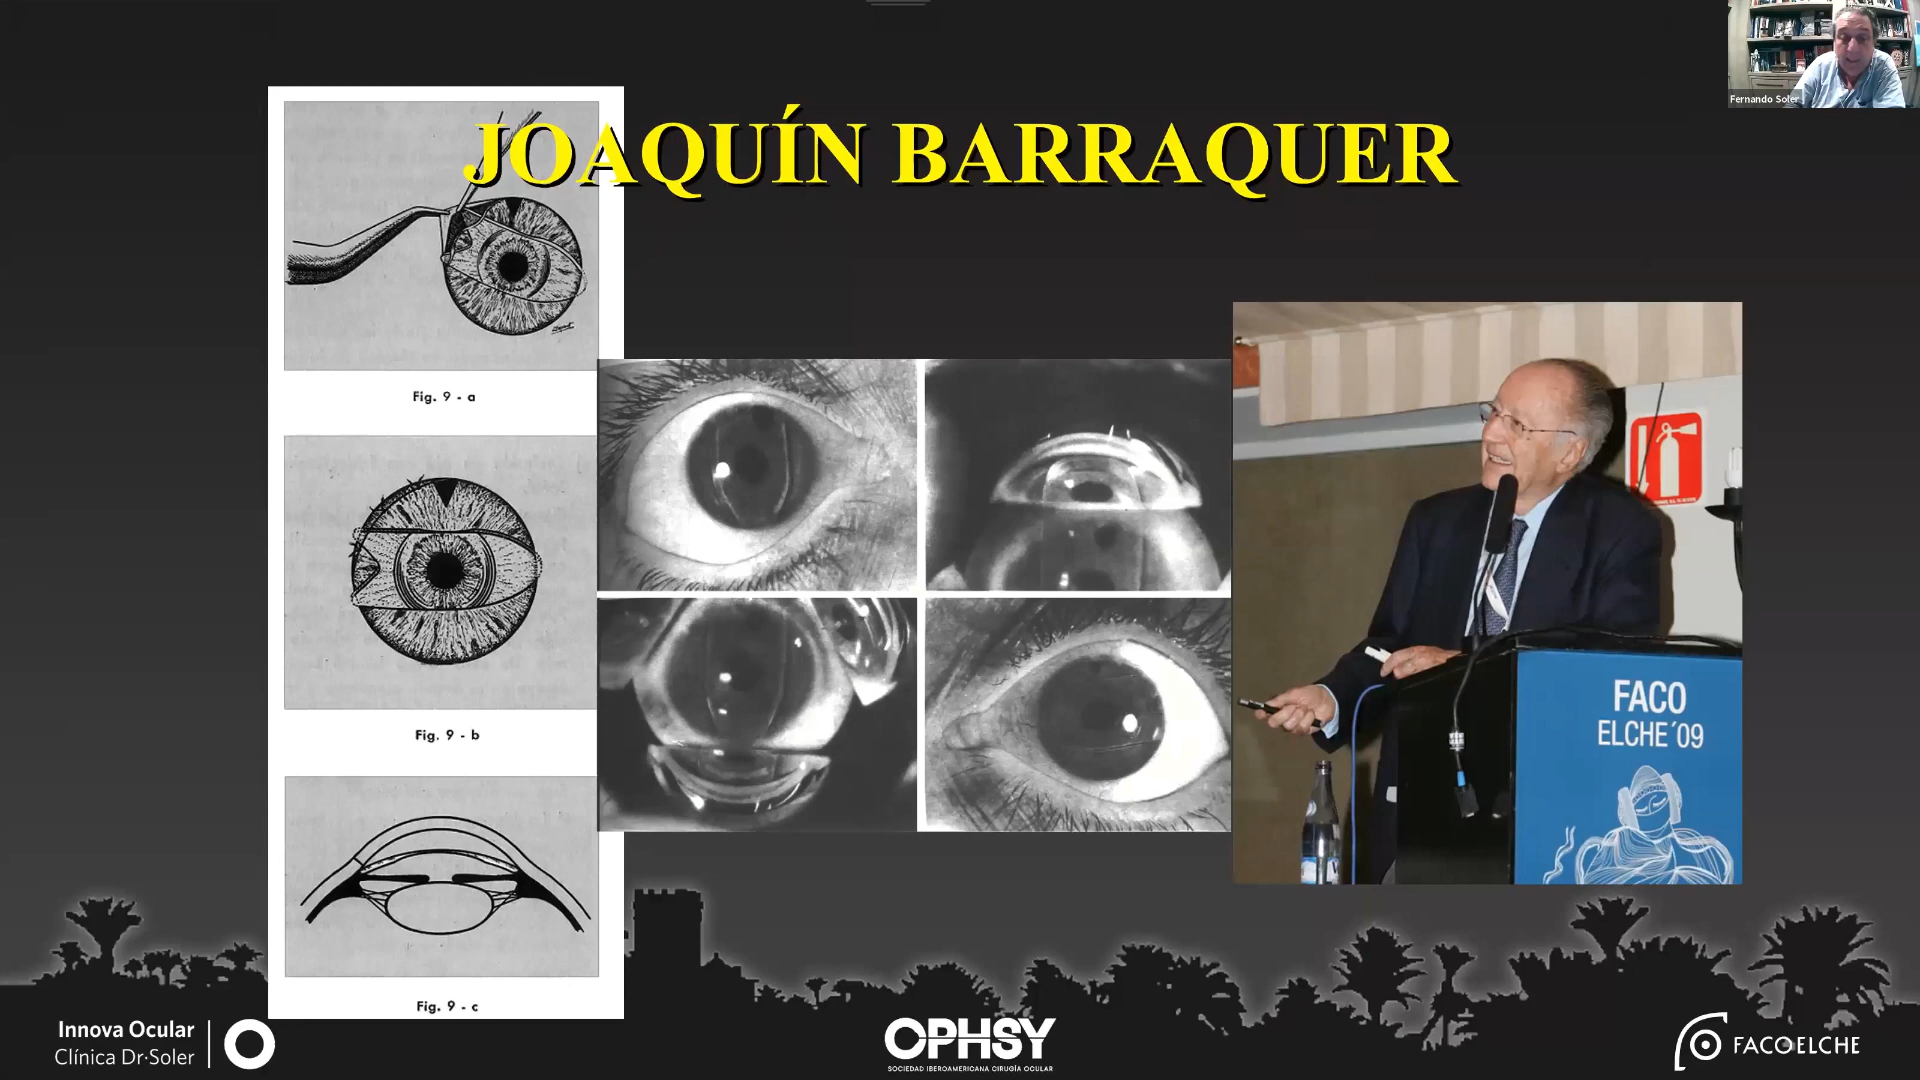 Fernando Soler
JOAQUÍN BARRAQUER
Fig. 9 - a
Fig. 9 - b
Fig. 9 - c
FACO
ELCHE´09
Innova Ocular
Clínica Dr·Soler
OPHSY
SOCIEDAD IBEROAMERICANA CIRUGÍA OCULAR
FACOELCHE